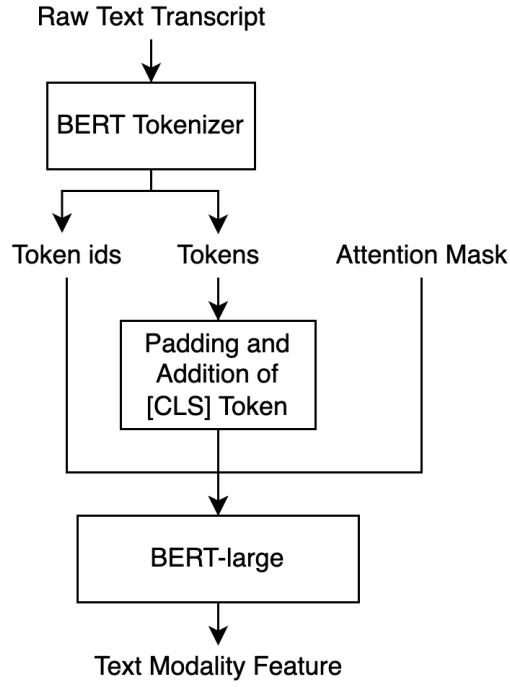 Raw Text Transcript
BERT Tokenizer
Token ids
Tokens
Attention Mask
Padding and
Addition of
[CLS] Token
BERT-large
Text Modality Feature